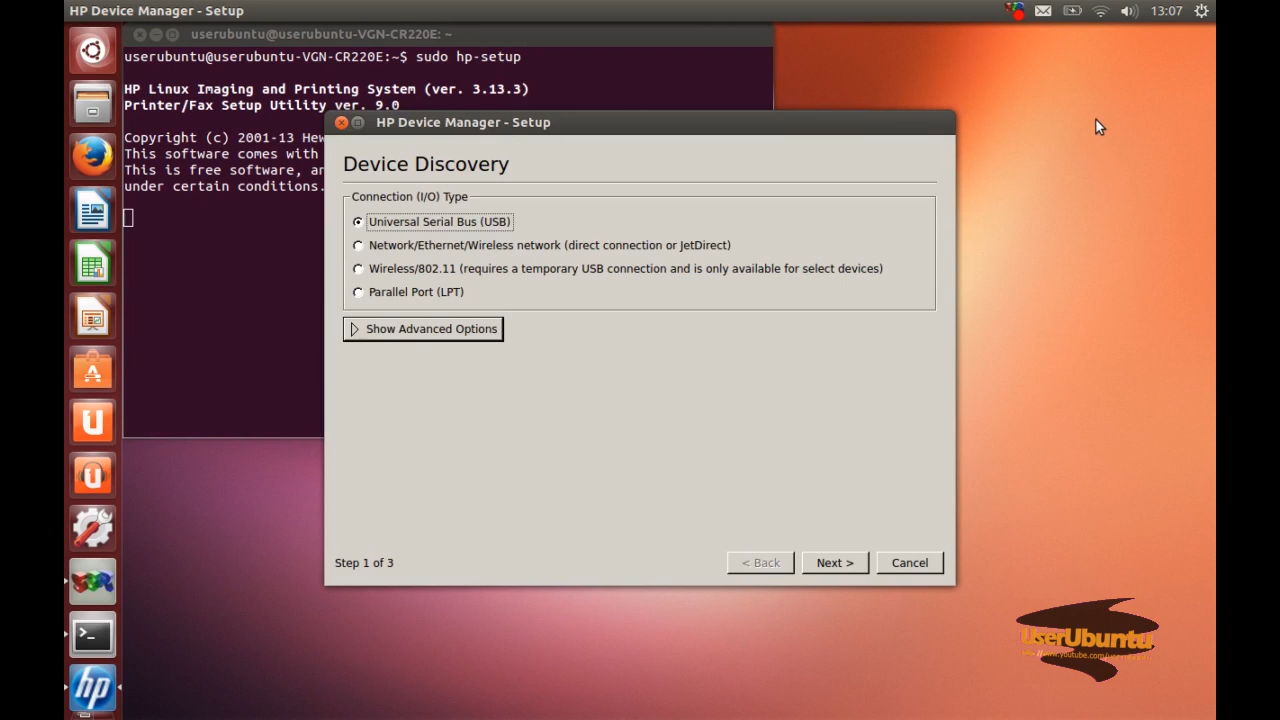 HP Device Manager - Setup
13:07
userubuntu@userubuntu-VGN-CR220E: ~
userubuntu@userubuntu-VGN-CR220E:~$ sudo hp-setup
HP Linux Imaging and Printing System (ver. 3.13.3)
Printer/Fax Setup Utility ver. 9.0
Copyright (c) 2001-13 Hew
This software comes with
This is free software, an
under certain conditions.
HP Device Manager - Setup
Device Discovery
Connection (I/O) Type
Universal Serial Bus (USB)
Network/Ethernet/Wireless network (direct connection or JetDirect)
Wireless/802.11 (requires a temporary USB connection and is only available for select devices)
Parallel Port (LPT)
Show Advanced Options
Step 1 of 3
< Back
Next >
Cancel
hp
UserUbuntu